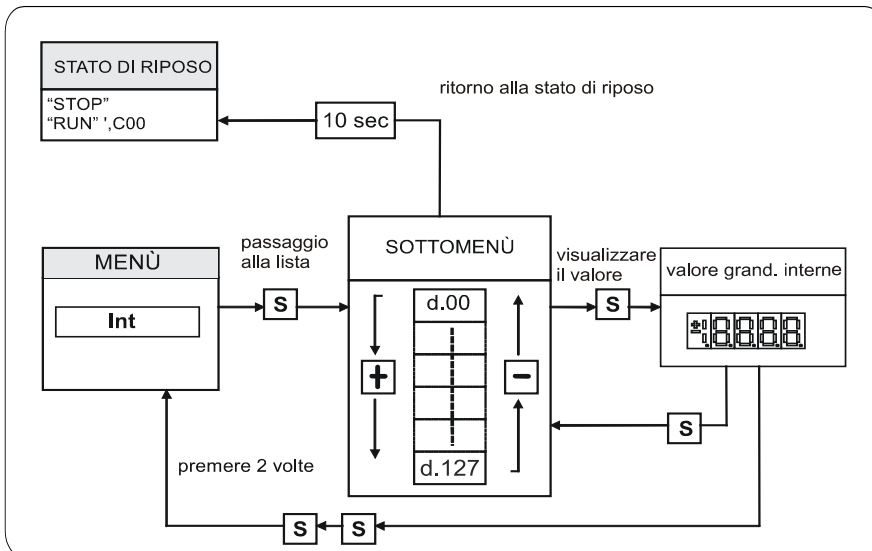 STATO DI RIPOSO
"STOP"
"RUN" ',C00
10 sec
ritorno alla stato di riposo
MENÙ
Int
passaggio
alla lista
S
SOTTOMENÙ
d.00
+
-
d.127
visualizzare
il valore
S
valore grand. interne
S
premere 2 volte
S
S